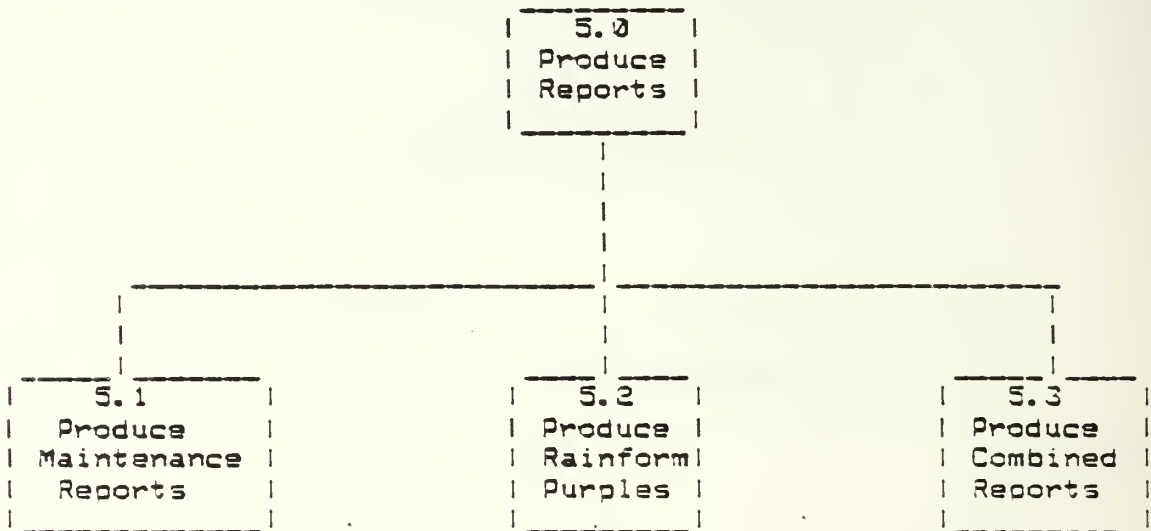 5.0
Produce
Reports
5.1
Produce
Maintenance
Reports
5.2
Produce
Rainform
Purples
5.3
Produce
Combined
Reports